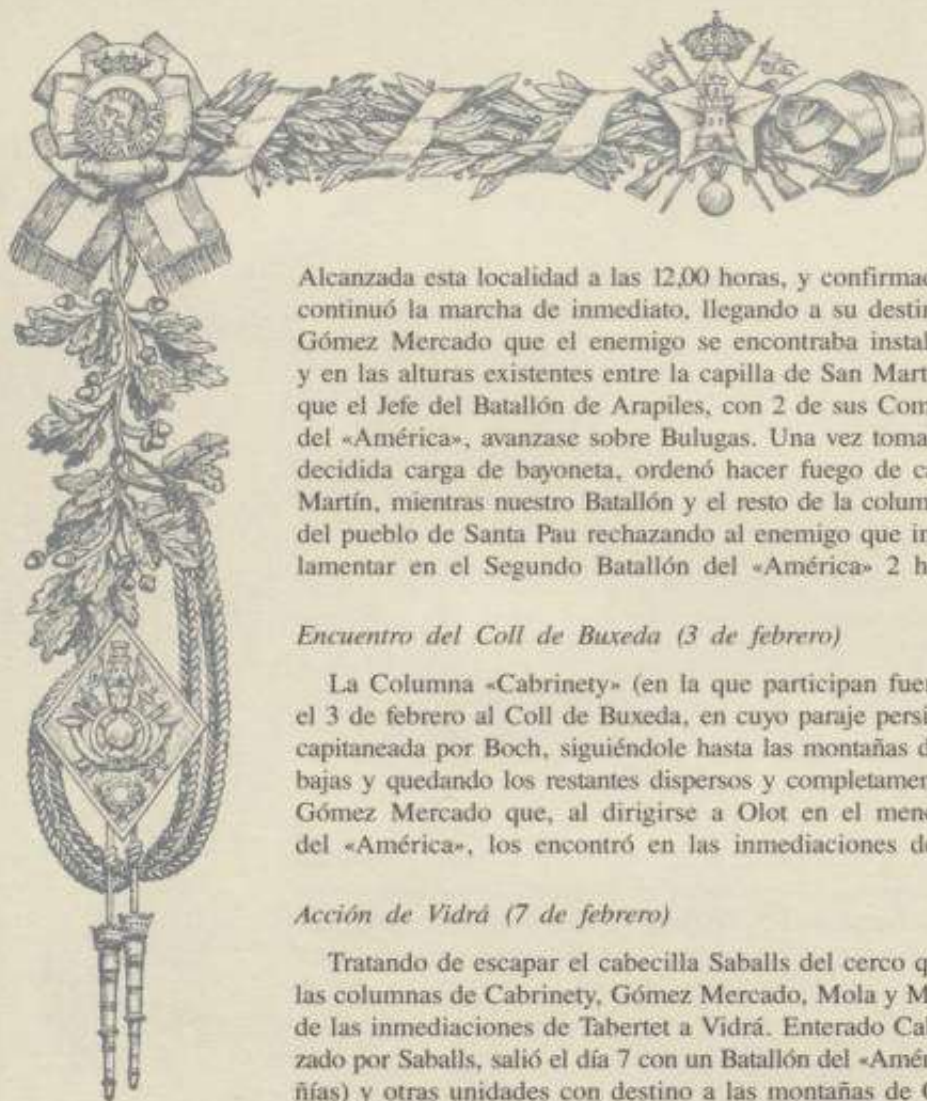 Alcanzada esta localidad a las 12,00 horas, y confirmad
continuó la marcha de inmediato, llegando a su destin
Gómez Mercado que el enemigo se encontraba instal
y en las alturas existentes entre la capilla de San Mart
que el Jefe del Batallón de Arapiles, con 2 de sus Com
del «América», avanzase sobre Bulugas. Una vez toma
decidida carga de bayoneta, ordenó hacer fuego de ca
Martín, mientras nuestro Batallón y el resto de la colum
del pueblo de Santa Pau rechazando al enemigo que in
lamentar en el Segundo Batallón del «América» 2 h
Encuentro del Coll de Buxeda (3 de febrero)
La Columna «Cabrinety» (en la que participan fuer
el 3 de febrero al Coll de Buxeda, en cuyo paraje persi
capitaneada por Boch, siguiéndole hasta las montañas d
bajas y quedando los restantes dispersos y completamen
Gómez Mercado que, al dirigirse a Olot en el men
del «América», los encontró en las inmediaciones d
Acción de Vidrá (7 de febrero)
Tratando de escapar el cabecilla Saballs del cerco q
las columnas de Cabrinety, Gómez Mercado, Mola y M
de las inmediaciones de Tabertet a Vidrá. Enterado Cal
zado por Saballs, salió el día 7 con un Batallón del «Amér
ñías) y otras unidades con destino a las montañas de C